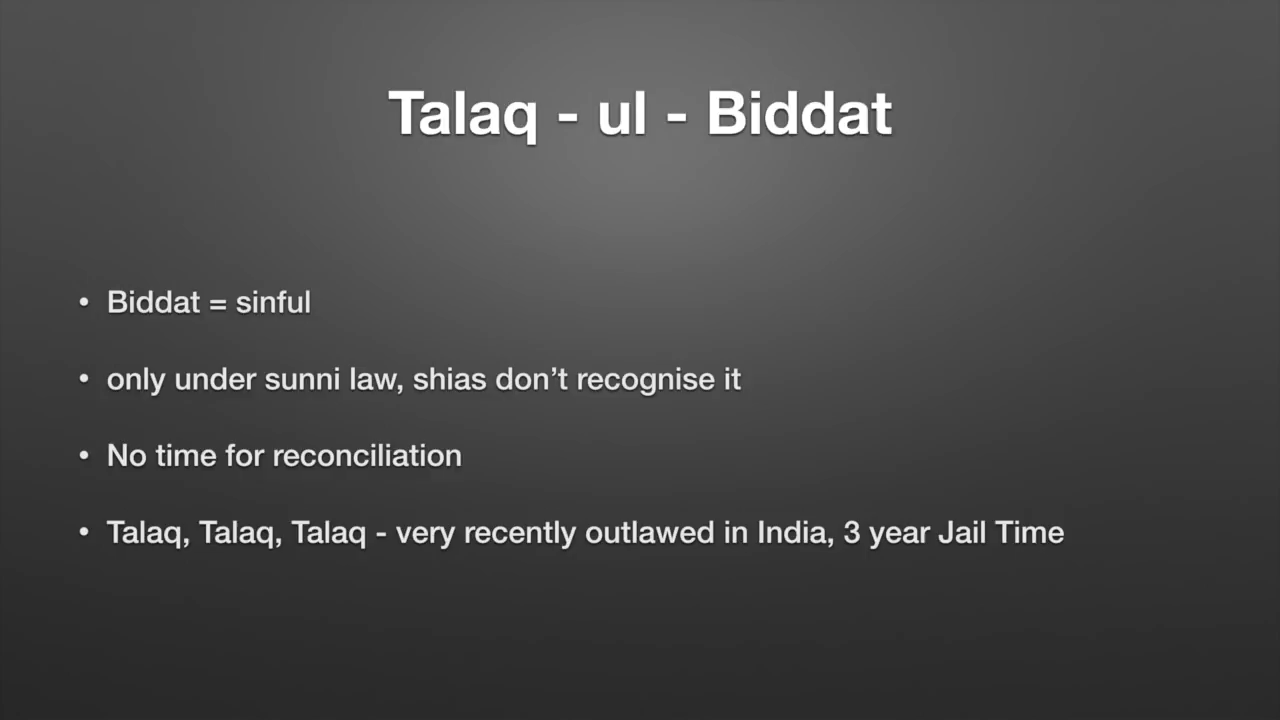 Talaq - ul - Biddat
• Biddat = sinful
• only under sunni law, shias don’t recognise it
• No time for reconciliation
• Talaq, Talaq, Talaq - very recently outlawed in India, 3 year Jail Time